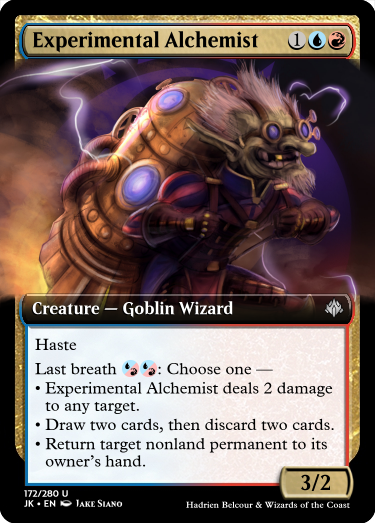 Experimental Alchemist 1
Creature — Goblin Wizard
Haste
Last breath : Choose one —
• Experimental Alchemist deals 2 damage
to any target.
• Draw two cards, then discard two cards.
• Return target nonland permanent to its
owner's hand.
3/2
172/280 U
JK • EN Jake Siano
Hadrien Belcour & Wizards of the Coast